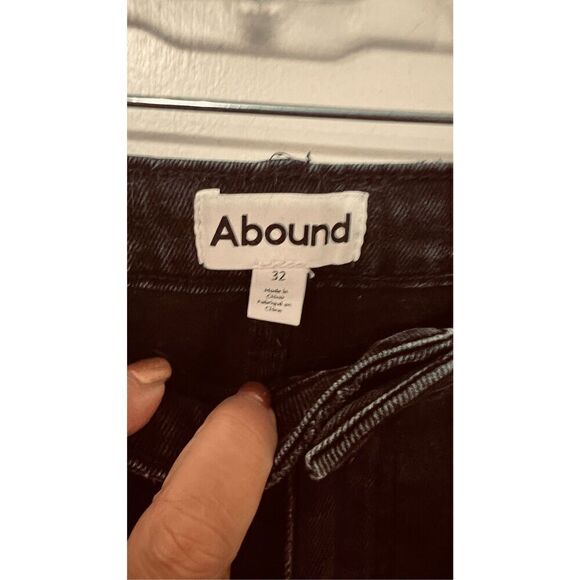 Abound
32
Made in
China
Fabriqué en
Chine